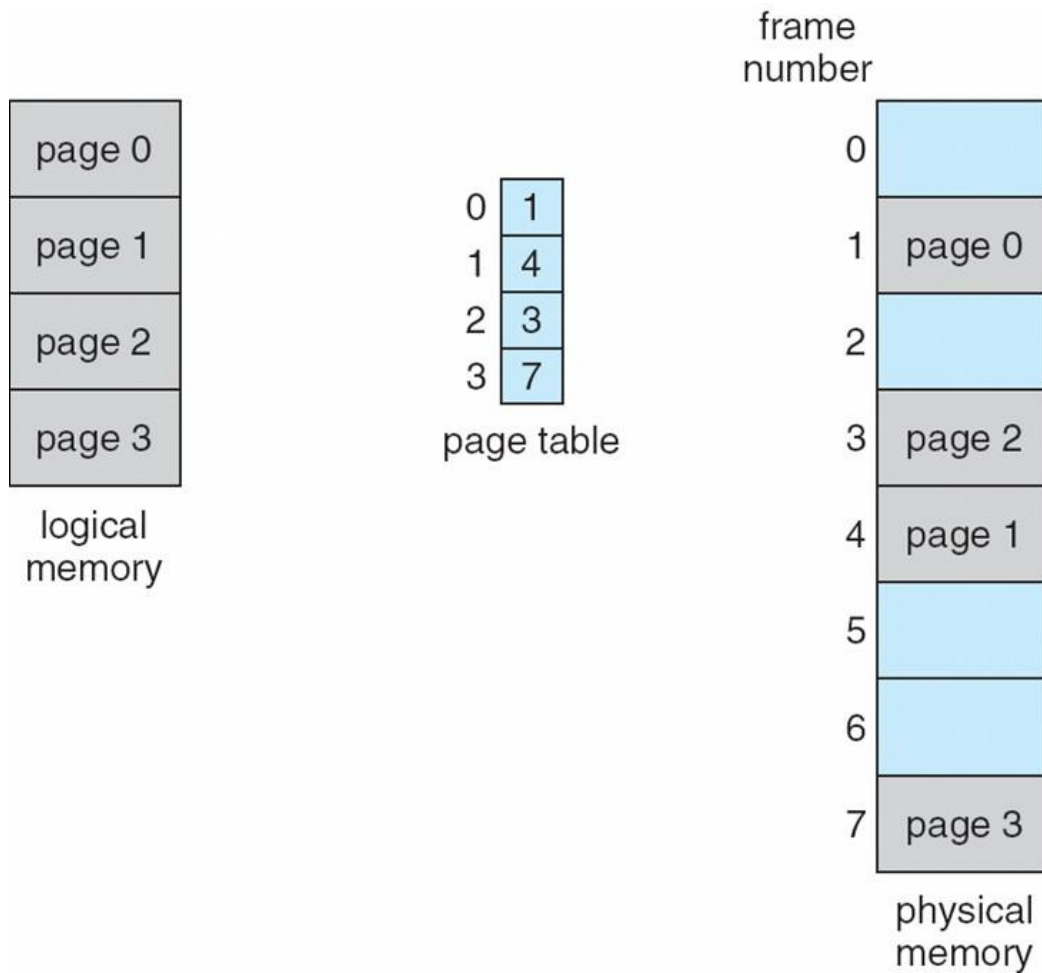 frame
number
page 0
page 1
page 2
page 3
logical
memory
0 1
1 4
2 3
3 7
page table
0
1 page 0
2
3 page 2
4 page 1
5
6
7 page 3
physical
memory